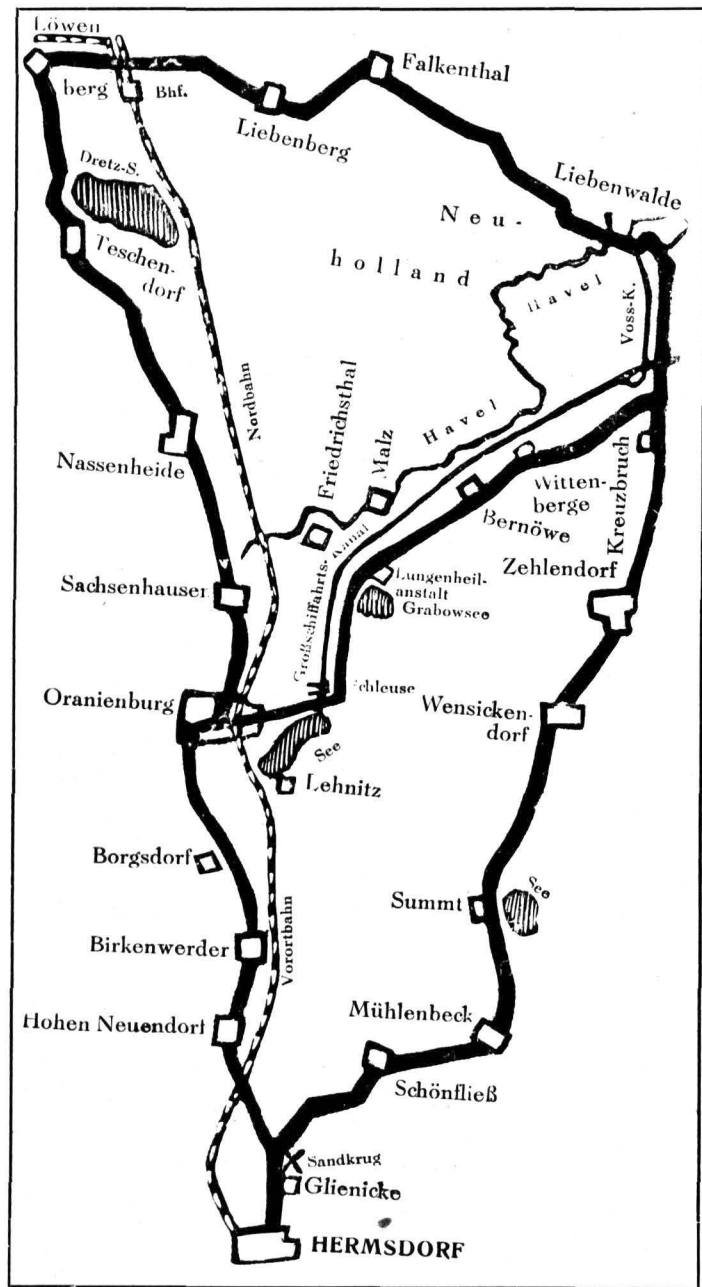 Löwen
berg
Bhf.
Falkenthal
Liebenberg
Dretz-S.
Liebenwalde
Neu-
holland
Teschen-
dorf
Havel
Voss-K.
Nordbahn
Havel
Friedrichsthal
Malz
Nassenheide
Witten-
berge
Kreuzbruch
Bernöwe
Zehlendorf
Lungenheil-
anstalt
Grabowsee
Sachsenhausen
Großschiffahrts-Kanal
Schleuse
Oranienburg
Wensicken-
dorf
See
Lehnitz
Borgsdorf
See
Summt
Vorortbahn
Birkenwerder
Mühlenbeck
Hohen Neuendorf
Schönfließ
Sandkrug
Glienicke
HERMSDORF